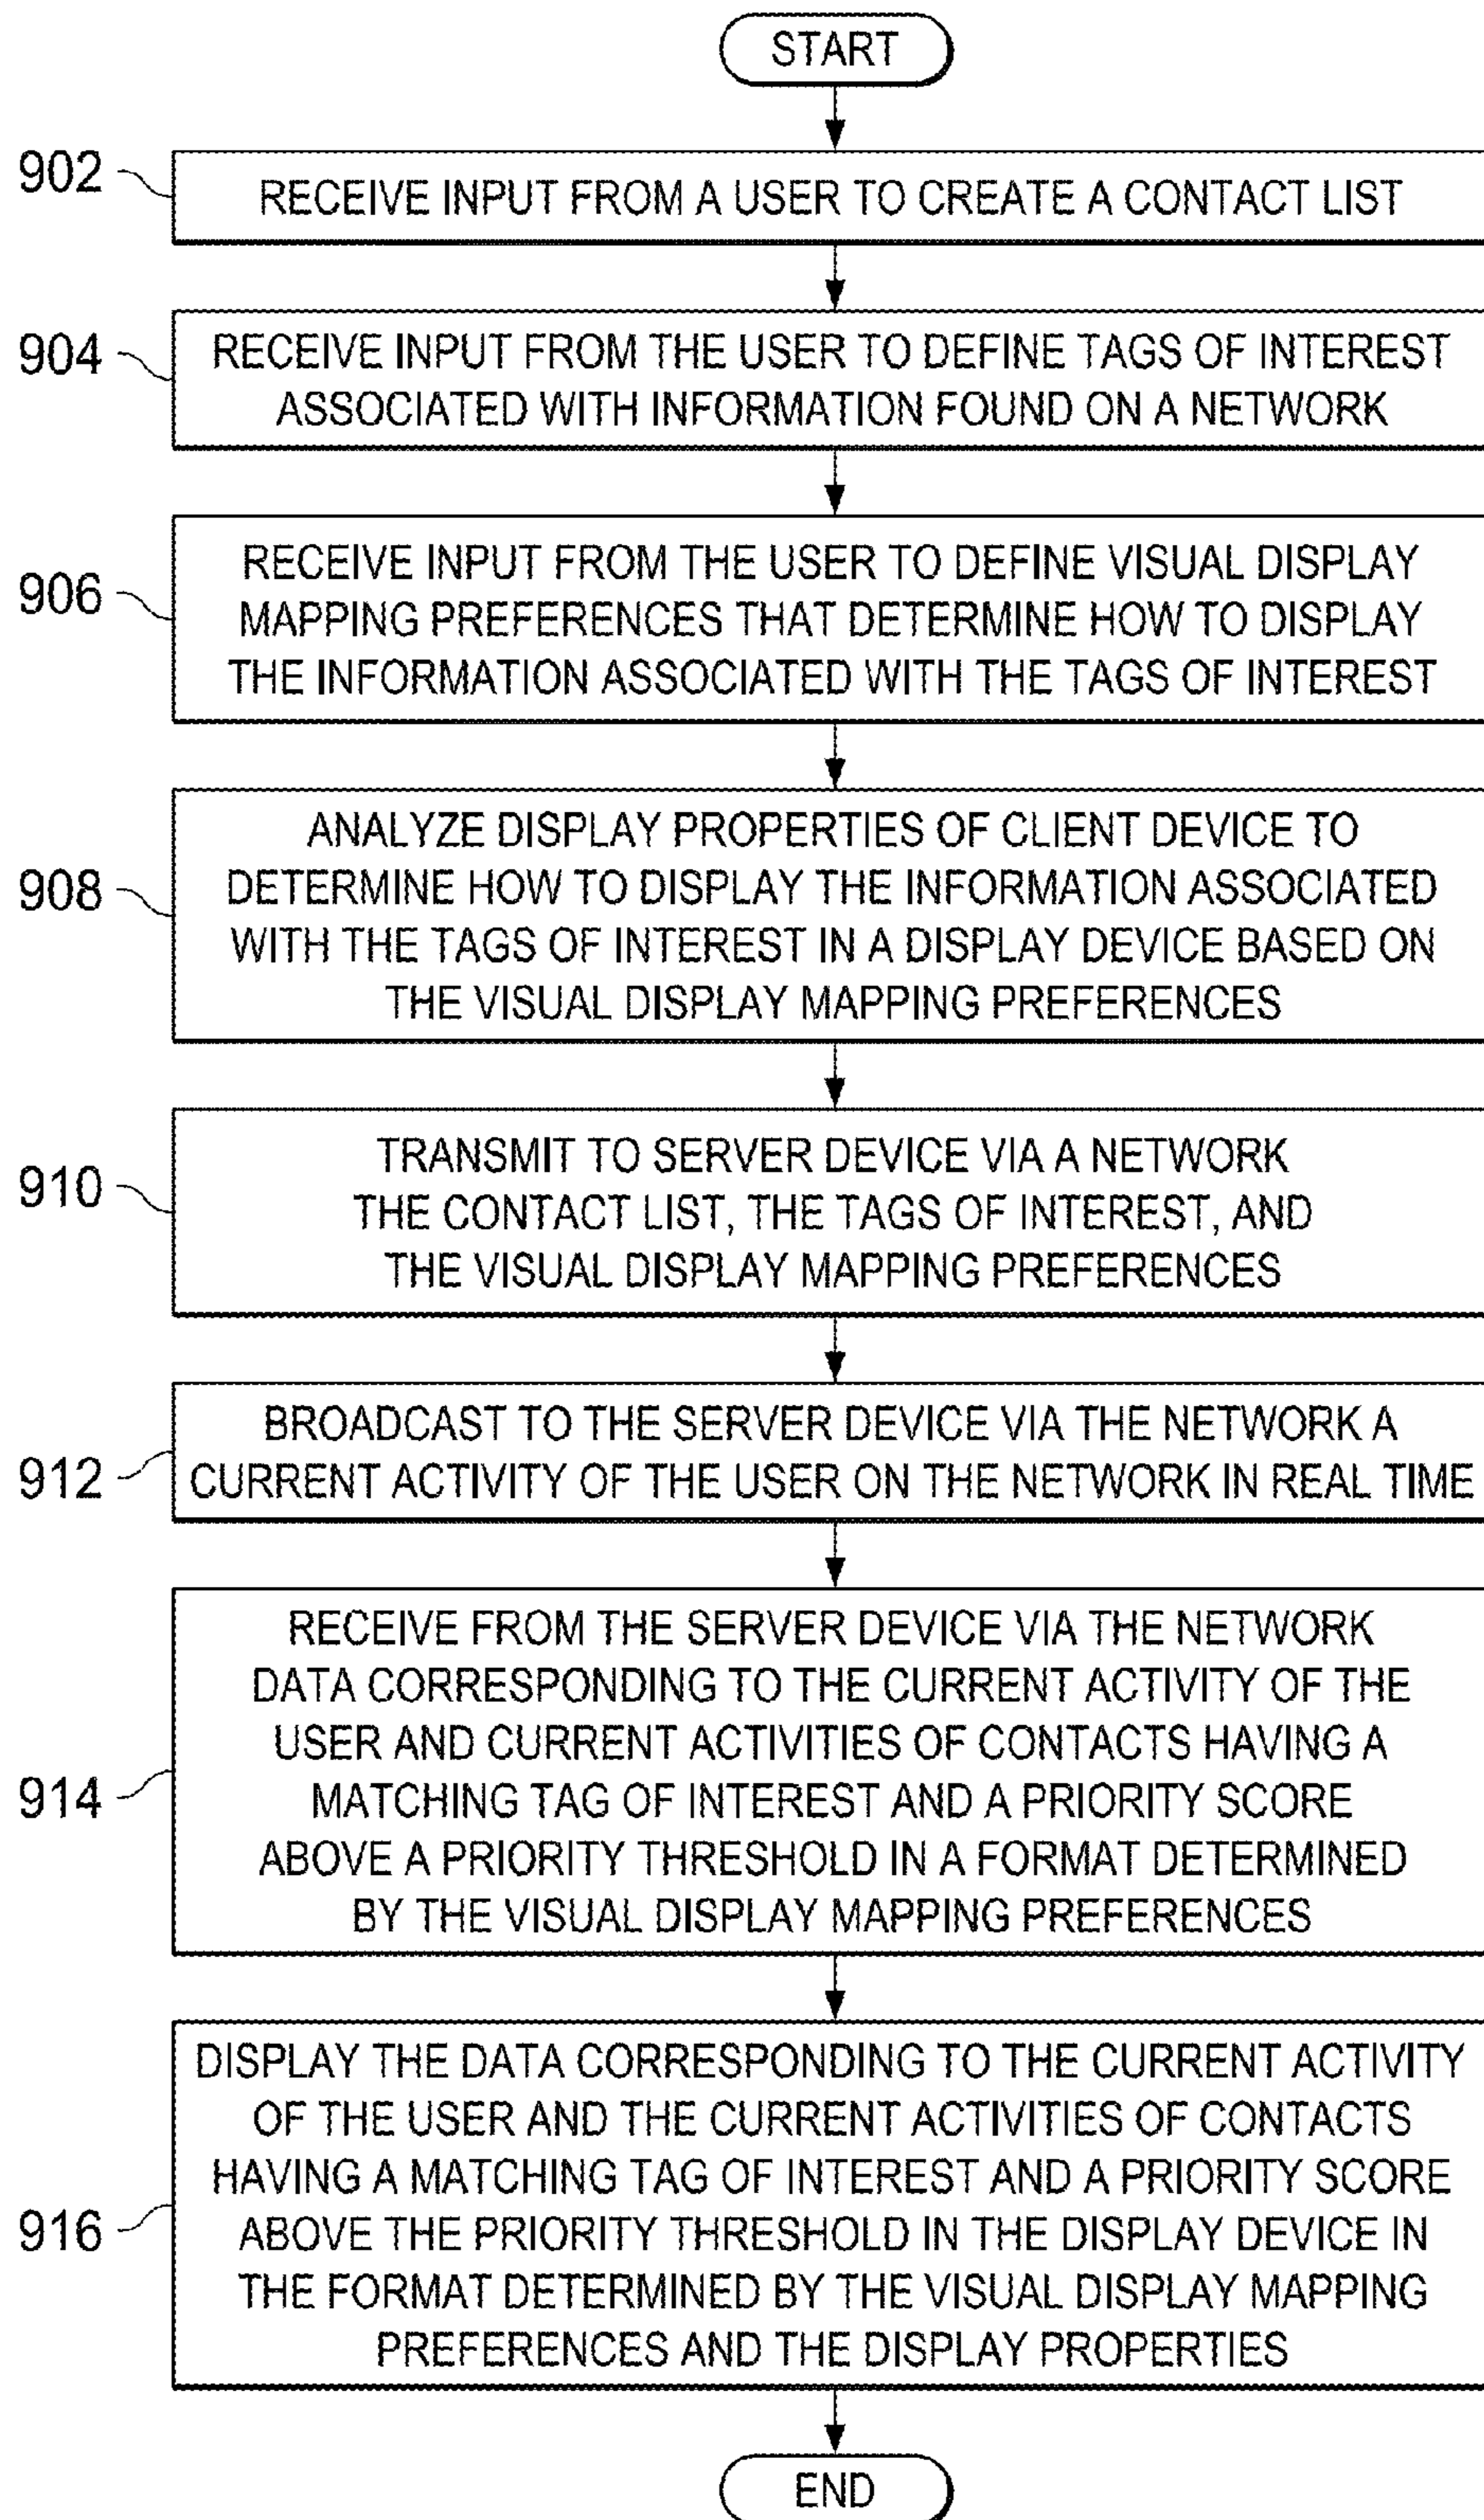 START
902
RECEIVE INPUT FROM A USER TO CREATE A CONTACT LIST
904
RECEIVE INPUT FROM THE USER TO DEFINE TAGS OF INTEREST
ASSOCIATED WITH INFORMATION FOUND ON A NETWORK
906
RECEIVE INPUT FROM THE USER TO DEFINE VISUAL DISPLAY
MAPPING PREFERENCES THAT DETERMINE HOW TO DISPLAY
THE INFORMATION ASSOCIATED WITH THE TAGS OF INTEREST
908
ANALYZE DISPLAY PROPERTIES OF CLIENT DEVICE TO
DETERMINE HOW TO DISPLAY THE INFORMATION ASSOCIATED
WITH THE TAGS OF INTEREST IN A DISPLAY DEVICE BASED ON
THE VISUAL DISPLAY MAPPING PREFERENCES
910
TRANSMIT TO SERVER DEVICE VIA A NETWORK
THE CONTACT LIST, THE TAGS OF INTEREST, AND
THE VISUAL DISPLAY MAPPING PREFERENCES
912
BROADCAST TO THE SERVER DEVICE VIA THE NETWORK A
CURRENT ACTIVITY OF THE USER ON THE NETWORK IN REAL TIME
914
RECEIVE FROM THE SERVER DEVICE VIA THE NETWORK
DATA CORRESPONDING TO THE CURRENT ACTIVITY OF THE
USER AND CURRENT ACTIVITIES OF CONTACTS HAVING A
MATCHING TAG OF INTEREST AND A PRIORITY SCORE
ABOVE A PRIORITY THRESHOLD IN A FORMAT DETERMINED
BY THE VISUAL DISPLAY MAPPING PREFERENCES
916
DISPLAY THE DATA CORRESPONDING TO THE CURRENT ACTIVITY
OF THE USER AND THE CURRENT ACTIVITIES OF CONTACTS
HAVING A MATCHING TAG OF INTEREST AND A PRIORITY SCORE
ABOVE THE PRIORITY THRESHOLD IN THE DISPLAY DEVICE IN
THE FORMAT DETERMINED BY THE VISUAL DISPLAY MAPPING
PREFERENCES AND THE DISPLAY PROPERTIES
END